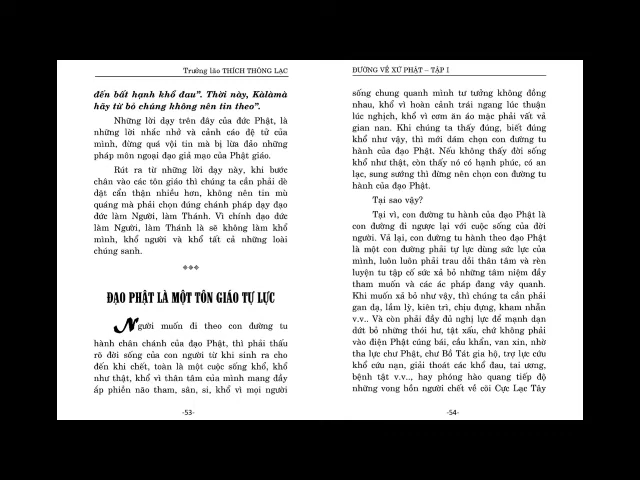 Trưởng lão THÍCH THÔNG LẠC
đến bất hạnh khổ đau". Thời này, Kàlàmà
hãy từ bỏ chúng không nên tin theo".
Những lời dạy trên đây của đức Phật, là
những lời nhắc nhở và cảnh cáo đệ tử của
mình, đừng quá vội tin mà bị lừa đảo những
pháp môn ngoại đạo giả mạo của Phật giáo.
Rút ra từ những lời dạy này, khi bước
chân vào các tôn giáo thì chúng ta cần phải dè
dặt cẩn thận nhiều hơn, không nên tin mù
quáng mà phải chọn đúng chánh pháp dạy đạo
đức làm Người, làm Thánh. Vì chính đạo đức
làm Người, làm Thánh là sẽ không làm khổ
mình, khổ người và khổ tất cả những loài
chúng sanh.
***
ĐẠO PHẬT LÀ MỘT TÔN GIÁO TỰ LỰC
Người muốn đi theo con đường tu
hành chân chánh của đạo Phật, thì phải thấu
rõ đời sống của con người từ khi sinh ra cho
đến khi chết, toàn là một cuộc sống khổ, khổ
như thật, khổ vì thân tâm của mình mang đầy
ắp phiền não tham, sân, si, khổ vì mọi người
-53-
ĐƯỜNG VỀ XỨ PHẬT – TẬP I
sống chung quanh mình tư tưởng không đồng
nhau, khổ vì hoàn cảnh trái ngang lúc thuận
lúc nghịch, khổ vì cơm ăn áo mặc phải vất vả
gian nan. Khi chúng ta thấy đúng, biết đúng
khổ như vậy, thì mới dám chọn con đường tu
hành của đạo Phật. Nếu không thấy đời sống
khổ như thật, còn thấy nó có hạnh phúc, có an
lạc, sung sướng thì đừng nên chọn con đường tu
hành của đạo Phật.
Tại sao vậy?
Tại vì, con đường tu hành của đạo Phật là
con đường đi ngược lại với cuộc sống của đời
người. Vả lại, con đường tu hành theo đạo Phật
là một con đường phải tự lực dùng sức lực của
mình, luôn luôn phải trau dồi thân tâm và rèn
luyện tu tập cố sức xả bỏ những tâm niệm đầy
tham muốn và các ác pháp đang vây quanh.
Khi muốn xả bỏ như vậy, thì chúng ta cần phải
gan dạ, lầm lỳ, kiên trì, chịu đựng, kham nhẫn
v.v.. Và còn phải đầy đủ nghị lực để mạnh dạn
dứt bỏ những thói hư, tật xấu, chứ không phải
vào điện Phật cúng bái, cầu khẩn, van xin, nhờ
tha lực chư Phật, chư Bồ Tát gia hộ, trợ lực cứu
khổ cứu nạn, giải thoát các khổ đau, tai ương,
bệnh tật v.v.., hay phóng hào quang tiếp độ
những vong hồn người chết về cõi Cực Lạc Tây
-54-